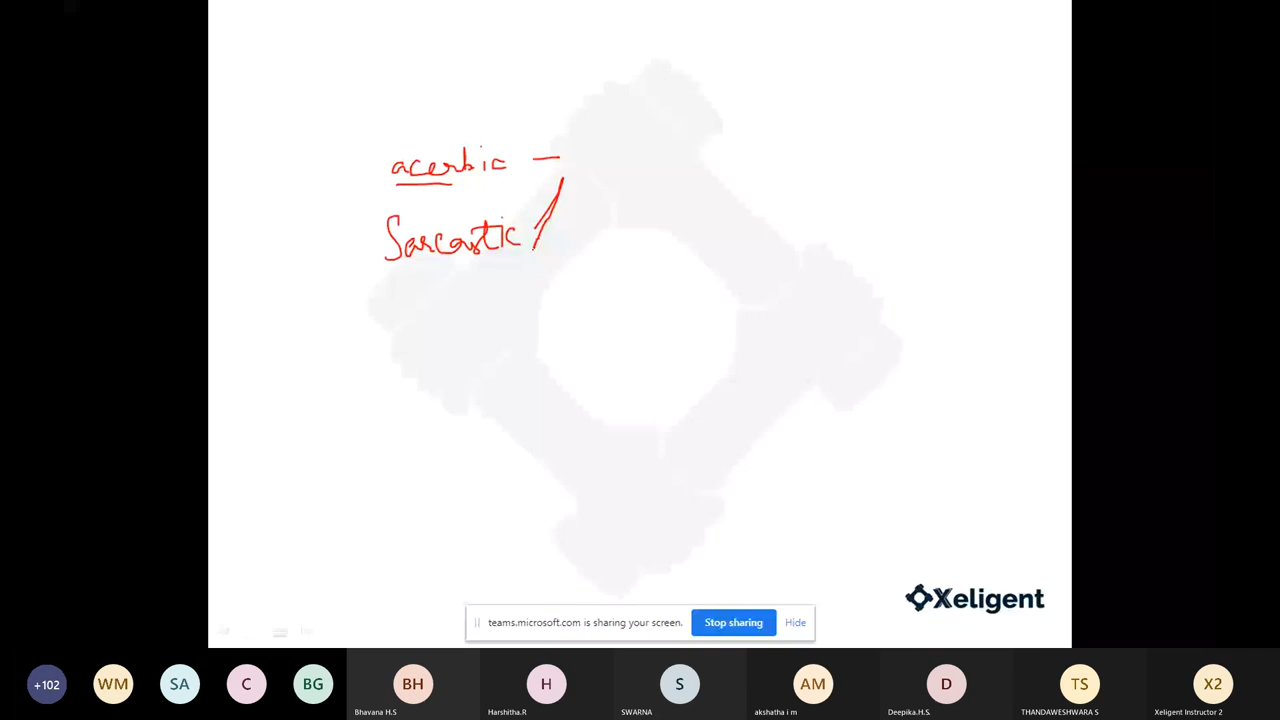 acerbic -
Sarcastic
Xeligent
teams.microsoft.com is sharing your screen. Stop sharing Hide
+102 WM SA C BG BH H S AM D TS X2
Bhavana H.S Harshitha.R SWARNA akshatha i m Deepika.H.S. THANDAWESHWARA S Xeligent Instructor 2